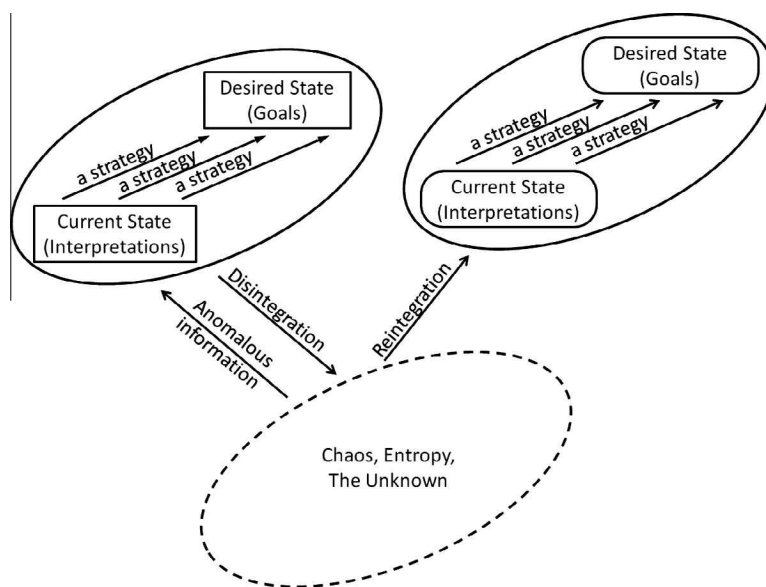 Desired State
(Goals)
a strategy
a strategy
a strategy
Current State
(Interpretations)
Desired State
(Goals)
a strategy
a strategy
a strategy
Current State
(Interpretations)
Disintegration
Anomalous
information
Reintegration
Chaos, Entropy,
The Unknown